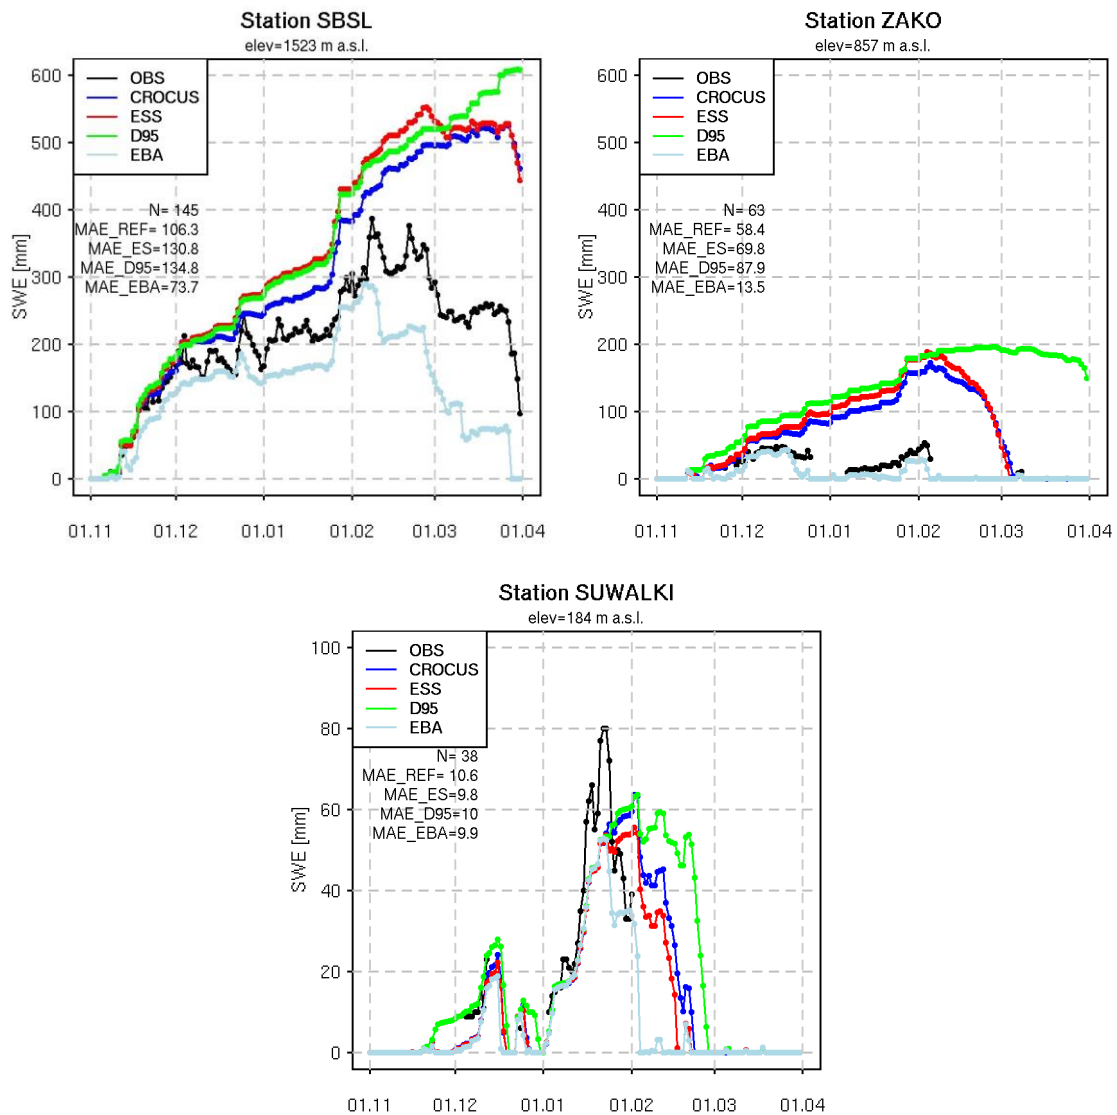 Station SBSL
elev=1523 m a.s.l.
OBS
CROCUS
ESS
D95
EBA
N= 145
MAE_REF= 106.3
MAE_ES=130.8
MAE_D95=134.8
MAE_EBA=73.7
SWE [mm]
600
500
400
300
200
100
0
01.11 01.12 01.01 01.02 01.03 01.04
Station ZAKO
elev=857 m a.s.l.
OBS
CROCUS
ESS
D95
EBA
N= 63
MAE_REF= 58.4
MAE_ES=69.8
MAE_D95=87.9
MAE_EBA=13.5
SWE [mm]
600
500
400
300
200
100
0
01.11 01.12 01.01 01.02 01.03 01.04
Station SUWALKI
elev=184 m a.s.l.
OBS
CROCUS
ESS
D95
EBA
N= 38
MAE_REF= 10.6
MAE_ES=9.8
MAE_D95=10
MAE_EBA=9.9
SWE [mm]
100
80
60
40
20
0
01.11 01.12 01.01 01.02 01.03 01.04